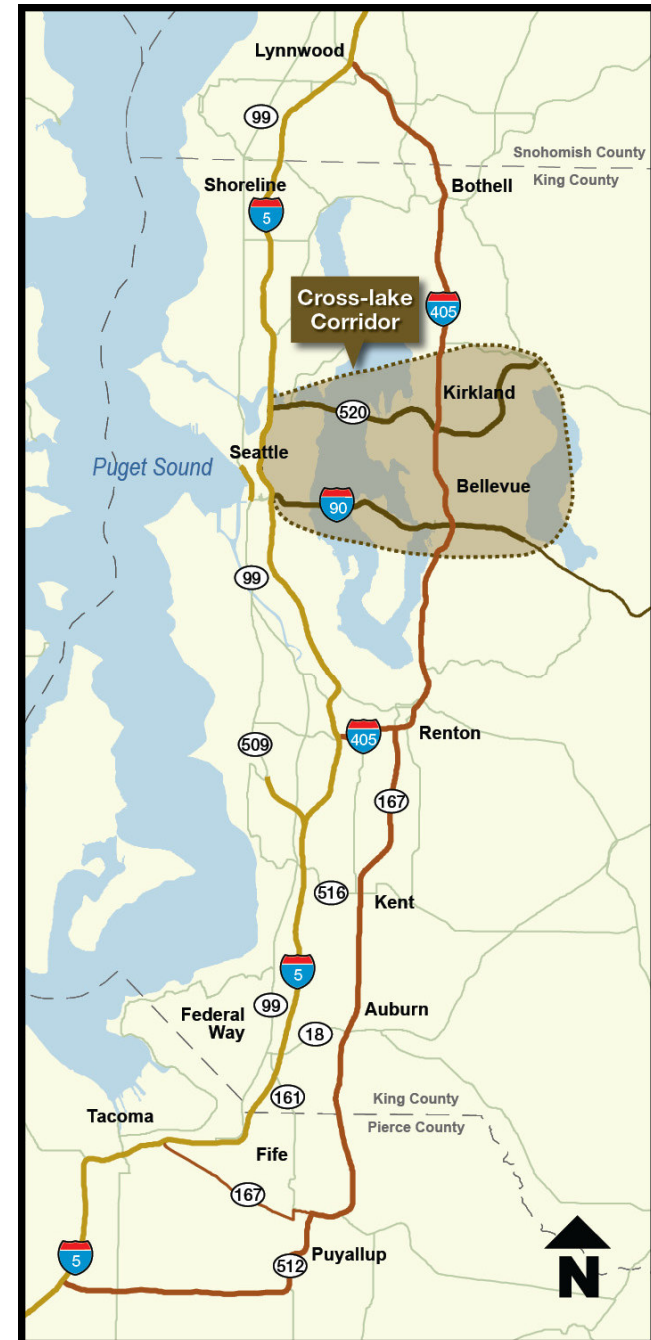 Lynnwood
99
Snohomish County
King County
Shoreline
Bothell
5
Cross-lake
Corridor
405
Kirkland
520
Seattle
Puget Sound
Bellevue
90
99
Renton
509
405
167
516
Kent
5
99
Auburn
Federal
Way
18
161
King County
Pierce County
Tacoma
Fife
167
5
Puyallup
512
N